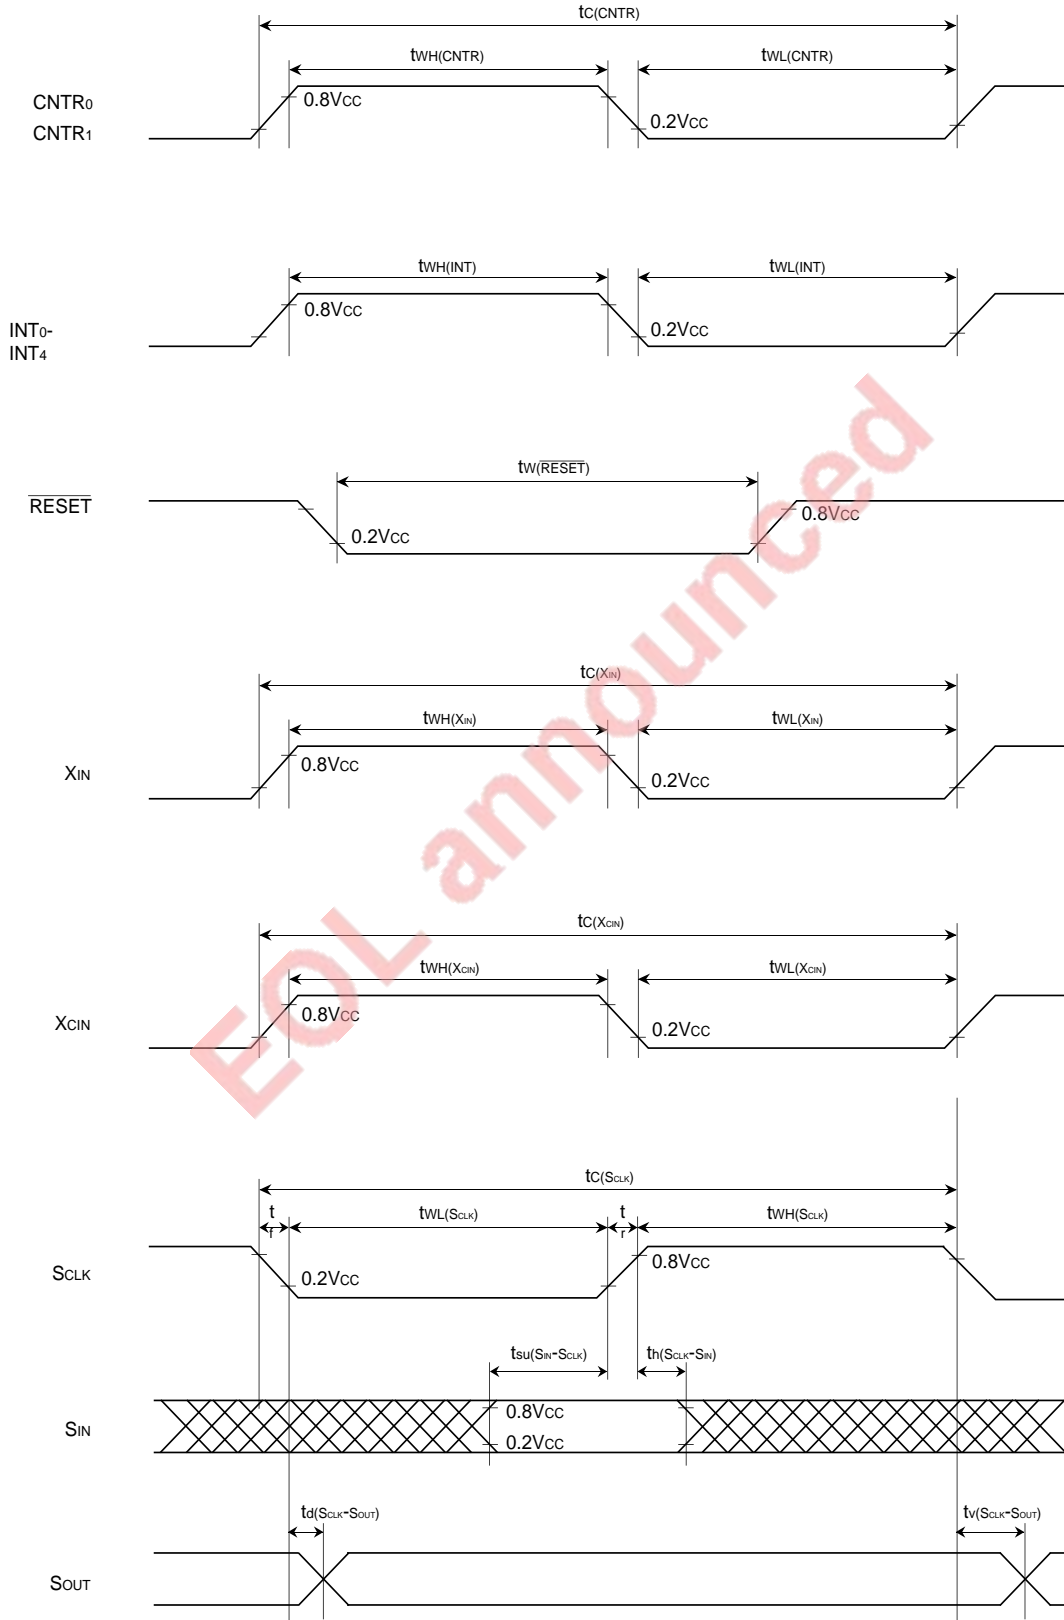 tC(CNTR)
tWH(CNTR) tWL(CNTR)
CNTR0
CNTR1
0.8VCC
0.2VCC
tWH(INT) tWL(INT)
INT0-
INT4
0.8VCC
0.2VCC
tW(RESET)
RESET
0.2VCC
0.8VCC
tC(XIN)
tWH(XIN) tWL(XIN)
XIN
0.8VCC
0.2VCC
tC(XCIN)
tWH(XCIN) tWL(XCIN)
XCIN
0.8VCC
0.2VCC
tC(SCLK)
tf tWL(SCLK) tr tWH(SCLK)
SCLK
0.2VCC
0.8VCC
tsu(SIN-SCLK) th(SCLK-SIN)
SIN
0.8VCC
0.2VCC
td(SCLK-SOUT) tv(SCLK-SOUT)
SOUT
EOL announced